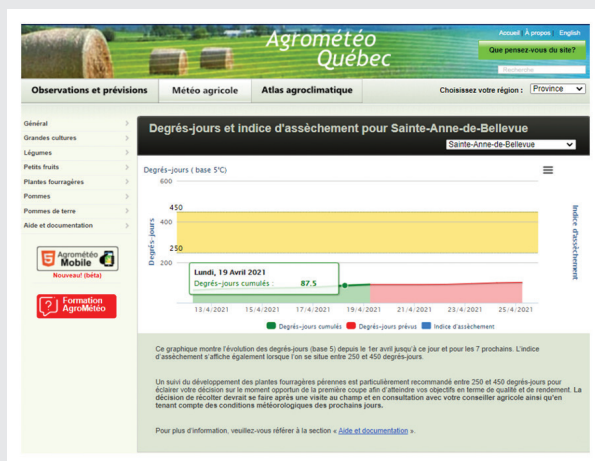 Agrométéo
Québec
Accueil | À propos | English
Que pensez-vous du site?
Recherche
Observations et prévisions
Météo agricole
Atlas agroclimatique
Choisissez votre région :
Province
Général
Grandes cultures
Légumes
Petits fruits
Plantes fourragères
Pommes
Pommes de terre
Aide et documentation
5
Agrométéo
Mobile
Nouveau! (bêta)
?
Formation
AgroMétéo
Degrés-jours et indice d'assèchement pour Sainte-Anne-de-Bellevue
Sainte-Anne-de-Bellevue
Degrés-jours ( base 5°C)
600
450
400
250
200
Degrés-jours
Indice d'assèchement
Lundi, 19 Avril 2021
Degrés-jours cumulés : 87.5
13/4/2021 15/4/2021 17/4/2021 19/4/2021 21/4/2021 23/4/2021 25/4/2021
Degrés-jours cumulés Degrés-jours prévus Indice d'assèchement
Ce graphique montre l'évolution des degrés-jours (base 5) depuis le 1er avril jusqu'à ce jour et pour les 7 prochains. L'indice
d'assèchement s'affiche également lorsque l'on se situe entre 250 et 450 degrés-jours.
Un suivi du développement des plantes fourragères pérennes est particulièrement recommandé entre 250 et 450 degrés-jours pour
éclairer votre décision sur le moment opportun de la première coupe afin d'atteindre vos objectifs en terme de qualité et de rendement. La
décision de récolter devrait se faire après une visite au champ et en consultation avec votre conseiller agricole ainsi qu'en
tenant compte des conditions météorologiques des prochains jours.
Pour plus d'information, veuillez-vous référer à la section « Aide et documentation ».